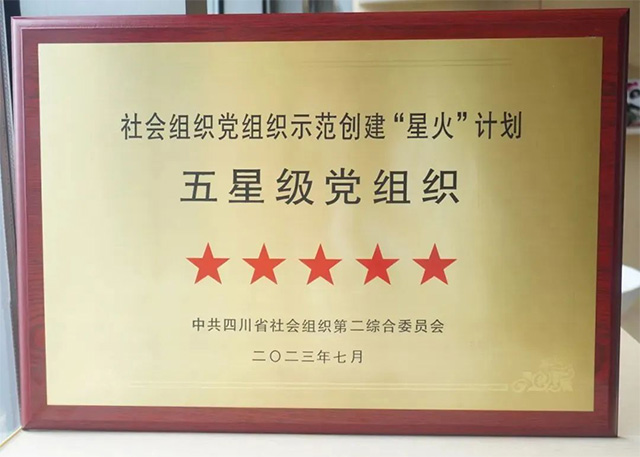 社会组织党组织示范创建“星火”计划
五星级党组织
中共四川省社会组织第二综合委员会
二〇二三年七月